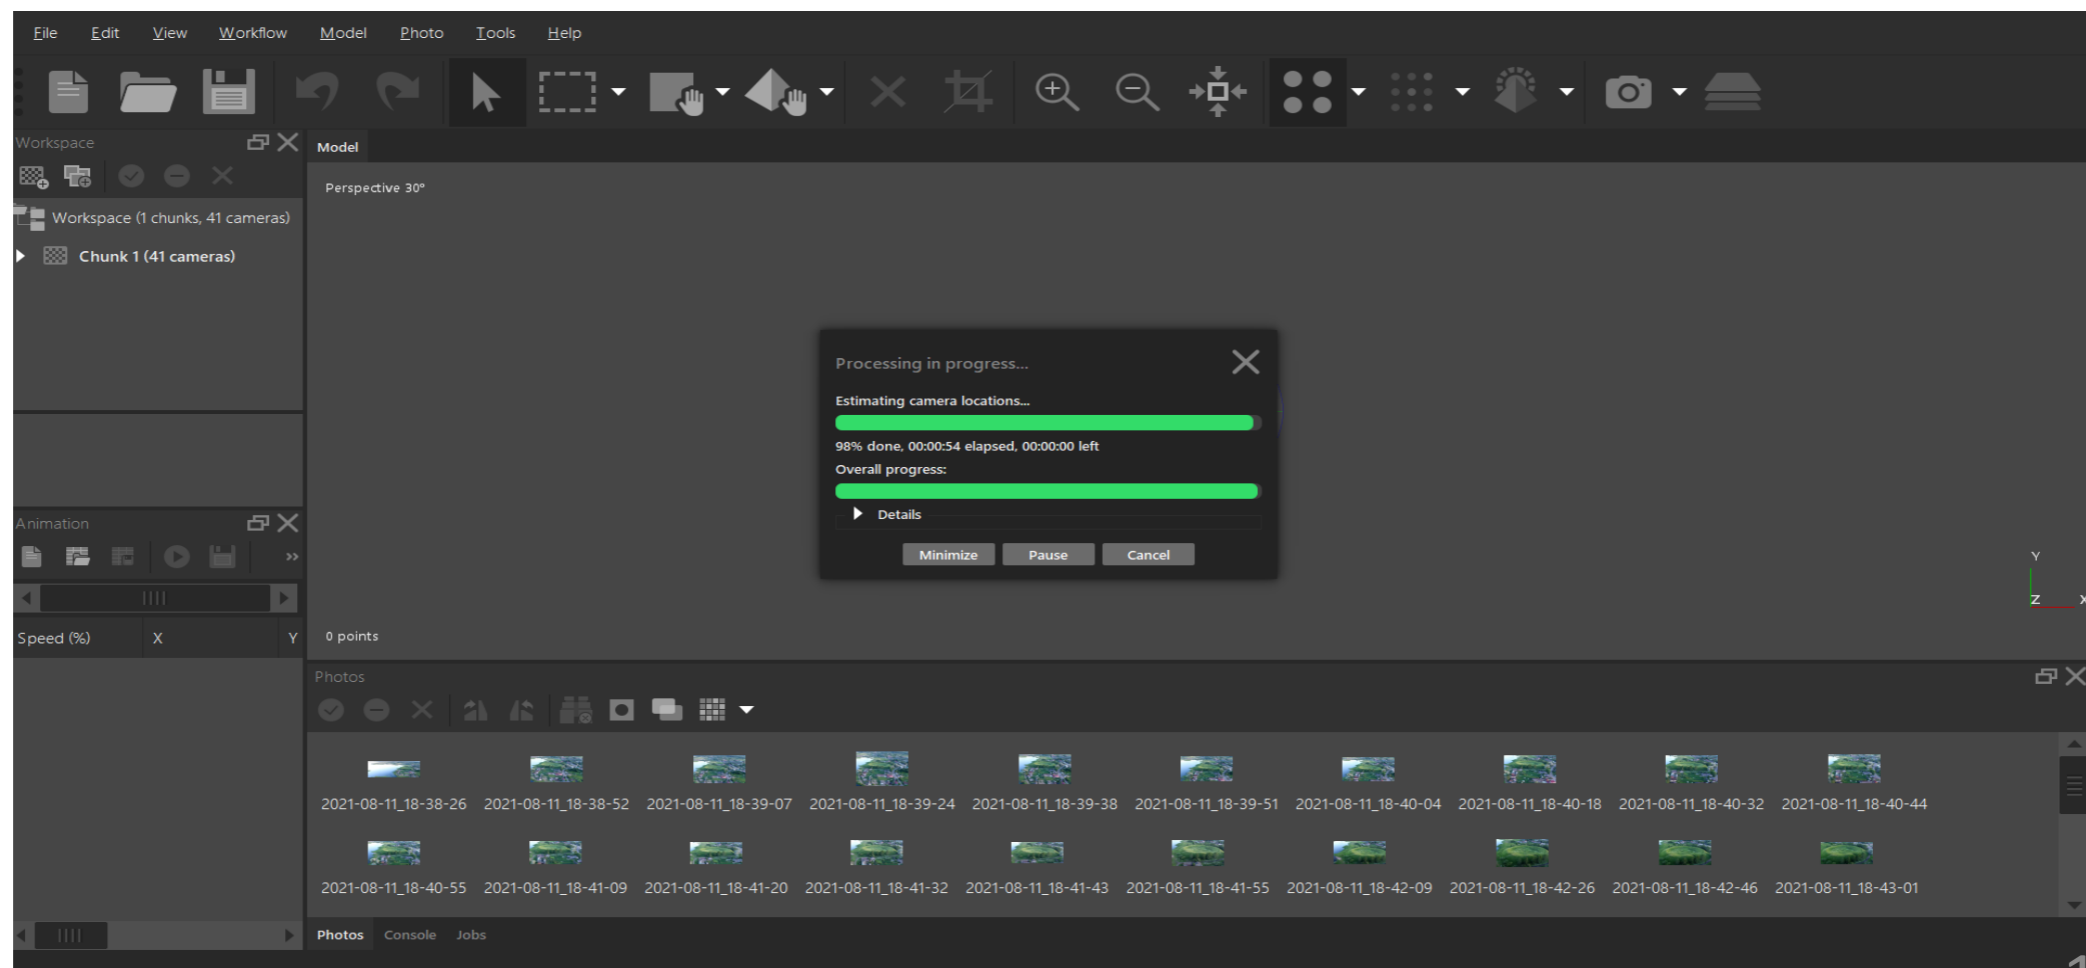 File Edit View Workflow Model Photo Tools Help
Workspace
Model
Perspective 30°
Workspace (1 chunks, 41 cameras)
Chunk 1 (41 cameras)
Processing in progress...
Estimating camera locations...
98% done, 00:00:54 elapsed, 00:00:00 left
Overall progress:
Details
Minimize Pause Cancel
Animation
Speed (%) X Y
0 points
Y
Z X
Photos
2021-08-11_18-38-26 2021-08-11_18-38-52 2021-08-11_18-39-07 2021-08-11_18-39-24 2021-08-11_18-39-38 2021-08-11_18-39-51 2021-08-11_18-40-04 2021-08-11_18-40-18 2021-08-11_18-40-32 2021-08-11_18-40-44
2021-08-11_18-40-55 2021-08-11_18-41-09 2021-08-11_18-41-20 2021-08-11_18-41-32 2021-08-11_18-41-43 2021-08-11_18-41-55 2021-08-11_18-42-09 2021-08-11_18-42-26 2021-08-11_18-42-46 2021-08-11_18-43-01
Photos Console Jobs